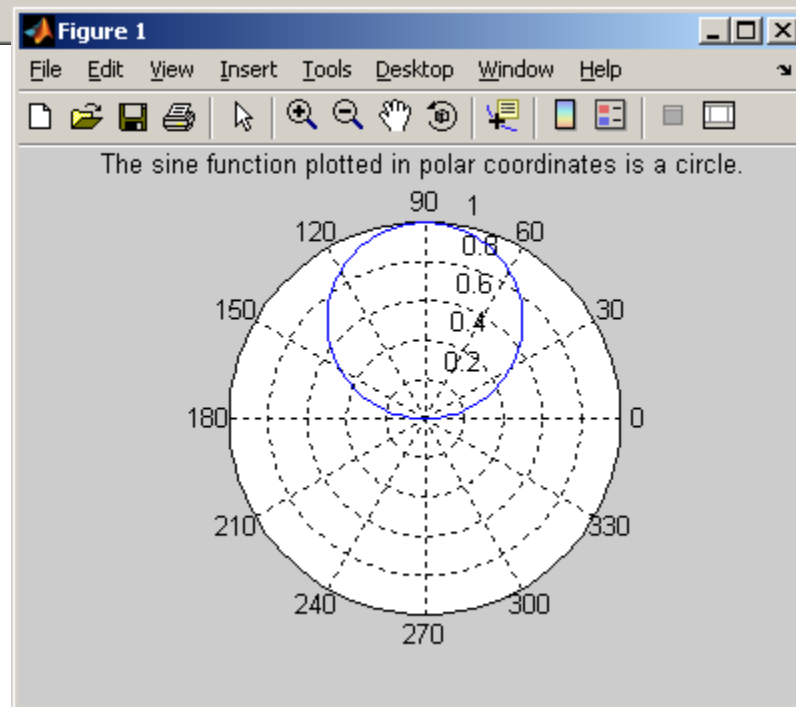 Figure 1
File Edit View Insert Tools Desktop Window Help
The sine function plotted in polar coordinates is a circle.
90 1
120 0.8 60
0.6
150 30
0.4
0.2
180 0
210 330
240 300
270